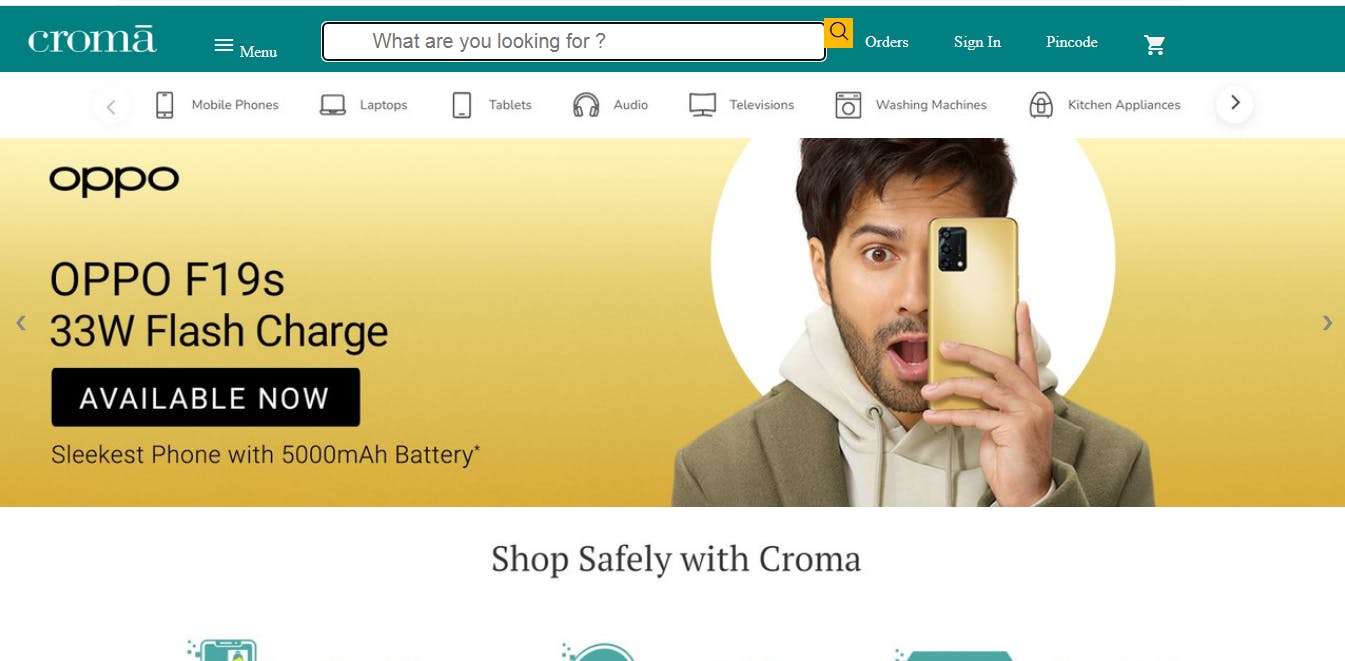 cromā
Menu
What are you looking for ?
Orders
Sign In
Pincode
Mobile Phones
Laptops
Tablets
Audio
Televisions
Washing Machines
Kitchen Appliances
oppo
OPPO F19s
33W Flash Charge
AVAILABLE NOW
Sleekest Phone with 5000mAh Battery*
Shop Safely with Croma